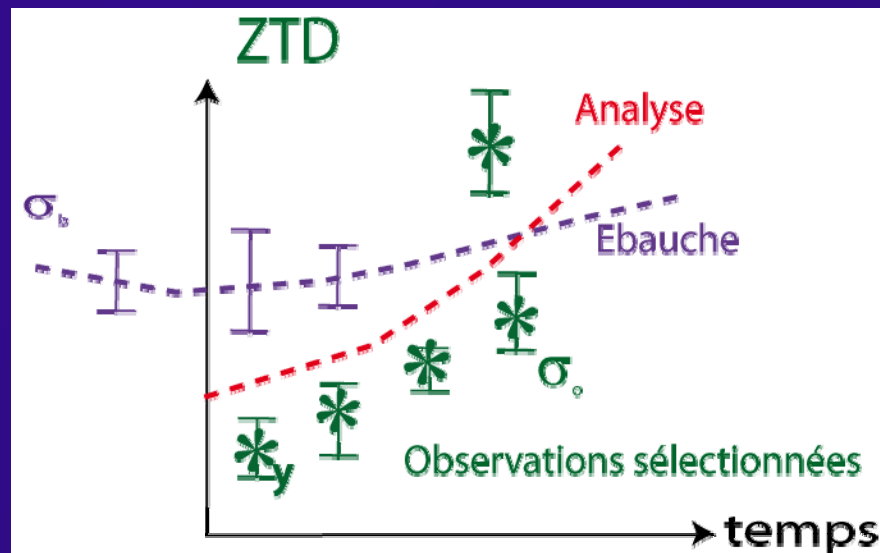 ZTD
Analyse
σb
Ebauche
σo
y
Observations sélectionnées
temps